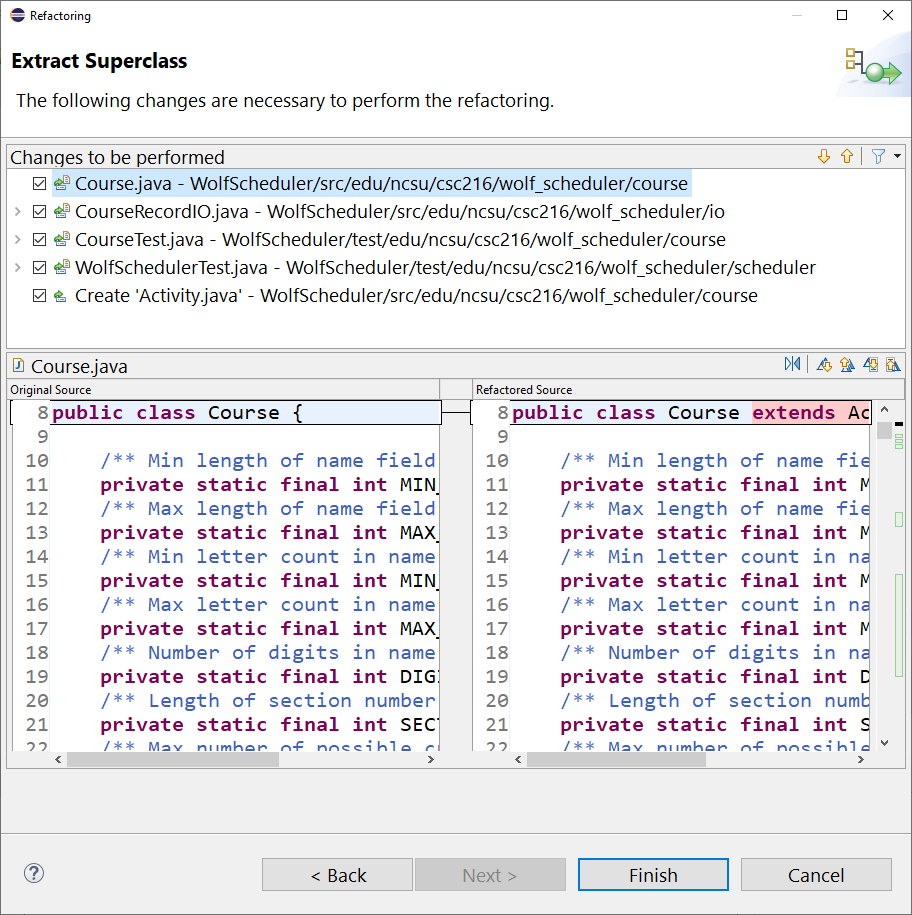 Refactoring
Extract Superclass
The following changes are necessary to perform the refactoring.
Changes to be performed
Course.java - WolfScheduler/src/edu/ncsu/csc216/wolf_scheduler/course
CourseRecordIO.java - WolfScheduler/src/edu/ncsu/csc216/wolf_scheduler/io
CourseTest.java - WolfScheduler/test/edu/ncsu/csc216/wolf_scheduler/course
WolfSchedulerTest.java - WolfScheduler/test/edu/ncsu/csc216/wolf_scheduler/scheduler
Create 'Activity.java' - WolfScheduler/src/edu/ncsu/csc216/wolf_scheduler/course
Course.java
Original Source
8 public class Course {
9
10 /** Min length of name field
11 private static final int MIN_
12 /** Max length of name field
13 private static final int MAX_
14 /** Min letter count in name
15 private static final int MIN_
16 /** Max letter count in name
17 private static final int MAX_
18 /** Number of digits in name
19 private static final int DIG
20 /** Length of section number
21 private static final int SECT
22 /** Max number of possible c
Refactored Source
8 public class Course extends Ac
9
10 /** Min length of name fie
11 private static final int M
12 /** Max length of name fie
13 private static final int M
14 /** Min letter count in na
15 private static final int M
16 /** Max letter count in na
17 private static final int M
18 /** Number of digits in na
19 private static final int D
20 /** Length of section numb
21 private static final int S
22 /** Max number of possible
< Back
Next >
Finish
Cancel